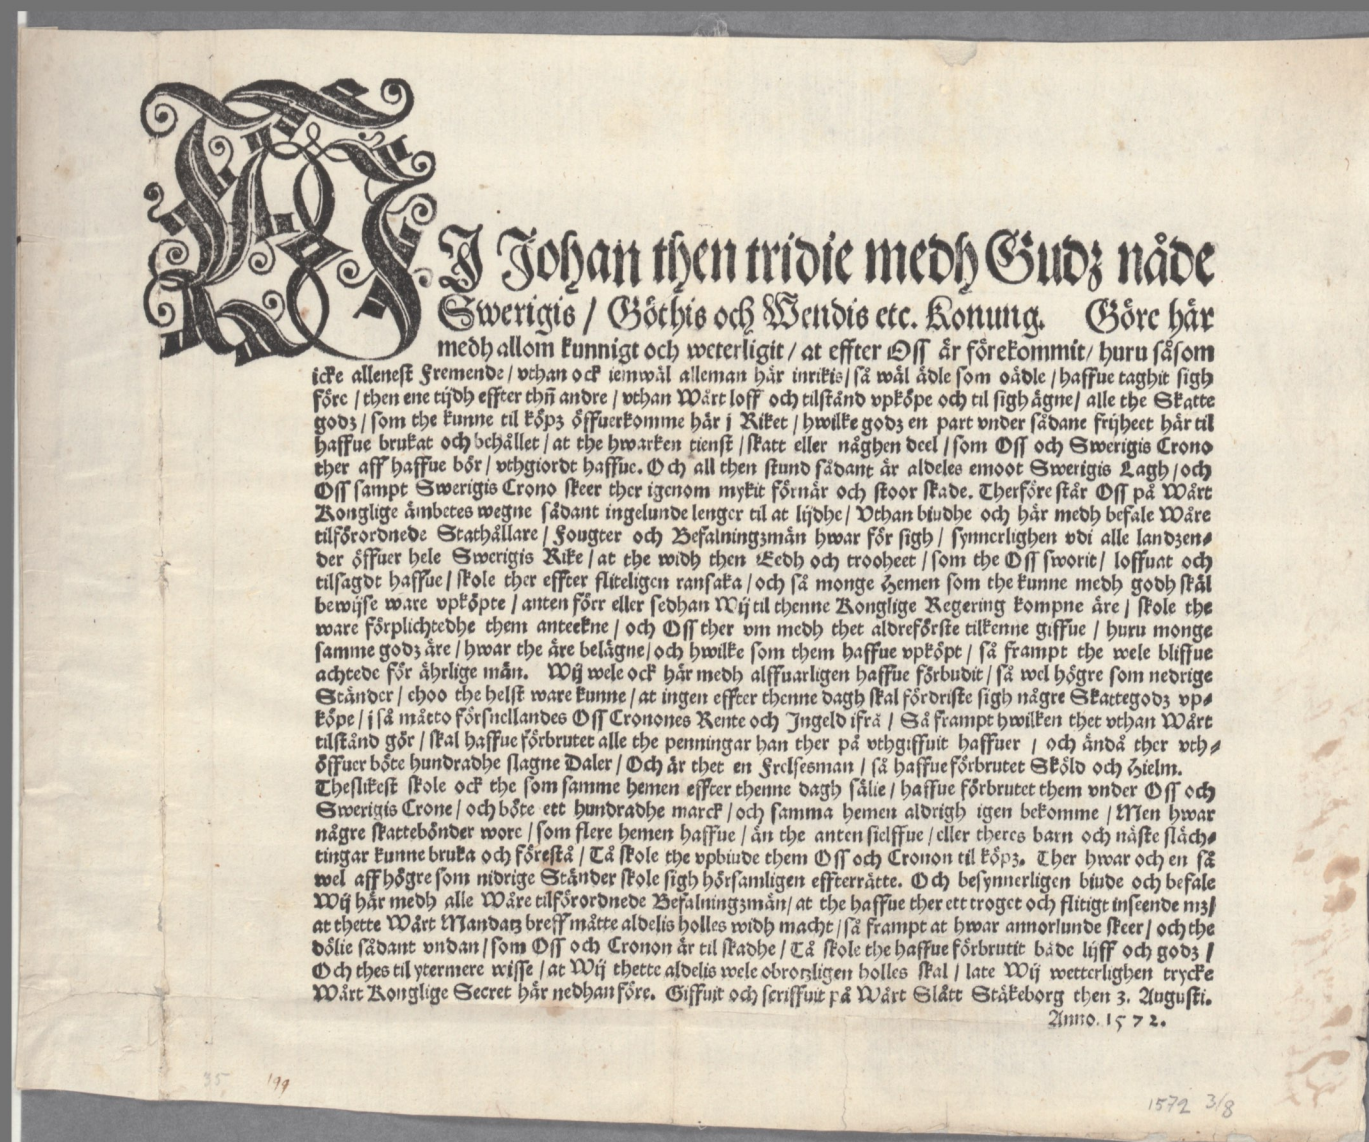 WJ Johan then tridie medh Gudz nåde
Swerigis / Göthis och Wendis etc. Konung. Göre här
medh allom kunnigt och weterligit / at effter Oss är förekommit / huru såsom
icke allenest Fremende / vthan ock iemwäl alleman här inrikis / så wäl ädle som oädle / haffue taghit sigh
före / then ene tijdh effter thñ andre / vthan Wårt loff och tilstånd vpköpe och til sigh ägne / alle the Skatte
godz / som the kunne til köpz öffuerkomme här j Riket / hwilke godz en part vnder sådane frijheet här til
haffue brukat och behållet / at the hwarken tienst / skatt eller någhen deel / som Oss och Swerigis Crono
ther aff haffue bör / vthgiordt haffue. Och all then stund sådant är aldeles emoot Swerigis Lagh / och
Oss sampt Swerigis Crono skeer ther igenom mykit förnär och stoor skade. Therföre står Oss på Wårt
Konglige ämbetes wegne sådant ingelunde lenger til at lijdhe / Vthan biudhe och här medh befale Wåre
tilförordnede Stathållare / Fougter och Befalningzmän hwar för sigh / synnerlighen vdi alle landzen⸗
der öffuer hele Swerigis Rike / at the widh then Eedh och trooheet / som the Oss sworit / loffuat och
tilsagdt haffue / skole ther effter fliteligen ransaka / och så monge Hemen som the kunne medh godh skäl
bewijse ware vpköpte / anten förr eller sedhan Wij til thenne Konglige Regering kompne äre / skole the
ware förplichtedhe them anteckne / och Oss ther vm medh thet aldreförste tilkenne giffue / huru monge
samme godz äre / hwar the äre belägne / och hwilke som them haffue vpköpt / så frampt the wele bliffue
achtede för ährlige män. Wij wele ock här medh alffuarligen haffue förbudit / så wel högre som nedrige
Ständer / ehoo the helst ware kunne / at ingen effter thenne dagh skal fördriste sigh någre Skattegodz vp⸗
köpe / j så måtto försnellandes Oss Cronones Rente och Ingeld ifrå / Så frampt hwilken thet vthan Wårt
tilstånd gör / skal haffue förbrutet alle the penningar han ther på vthgiffuit haffuer / och ändå ther vth⸗
öffuer böte hundradhe slagne Daler / Och är thet en Frelsesman / så haffue förbrutet Sköld och Hielm.
Theslikest skole ock the som samme hemen effter thenne dagh sälie / haffue förbrutet them vnder Oss och
Swerigis Crone / och böte ett hundradhe marck / och samma hemen aldrigh igen bekomme / Men hwar
någre skattebönder wore / som flere hemen haffue / än the anten sielffue / eller theres barn och näste släch⸗
tingar kunne bruka och förestå / Tå skole the vpbiude them Oss och Cronon til köpz. Ther hwar och en så
wel aff högre som nidrige Ständer skole sigh hörsamligen effterrätte. Och besynnerligen biude och befale
Wij här medh alle Wåre tilförordnede Befalningzmän / at the haffue ther ett troget och flitigt inseende mz /
at thette Wårt Mandatz breff måtte aldelis holles widh macht / så frampt at hwar annorlunde skeer / och the
dölie sådant vndan / som Oss och Cronon är til skadhe / Tå skole the haffue förbrutit både lijff och godz /
Och thes til ytermere wisse / at Wij thette aldelis wele obrotzligen holles skal / late Wij wetterlighen trycke
Wårt Konglige Secret här nedhan före. Giffuit och scriffuit på Wårt Slått Ståkeborg then 3. Augusti.
Anno. 1572.
35 199
1572 3/8